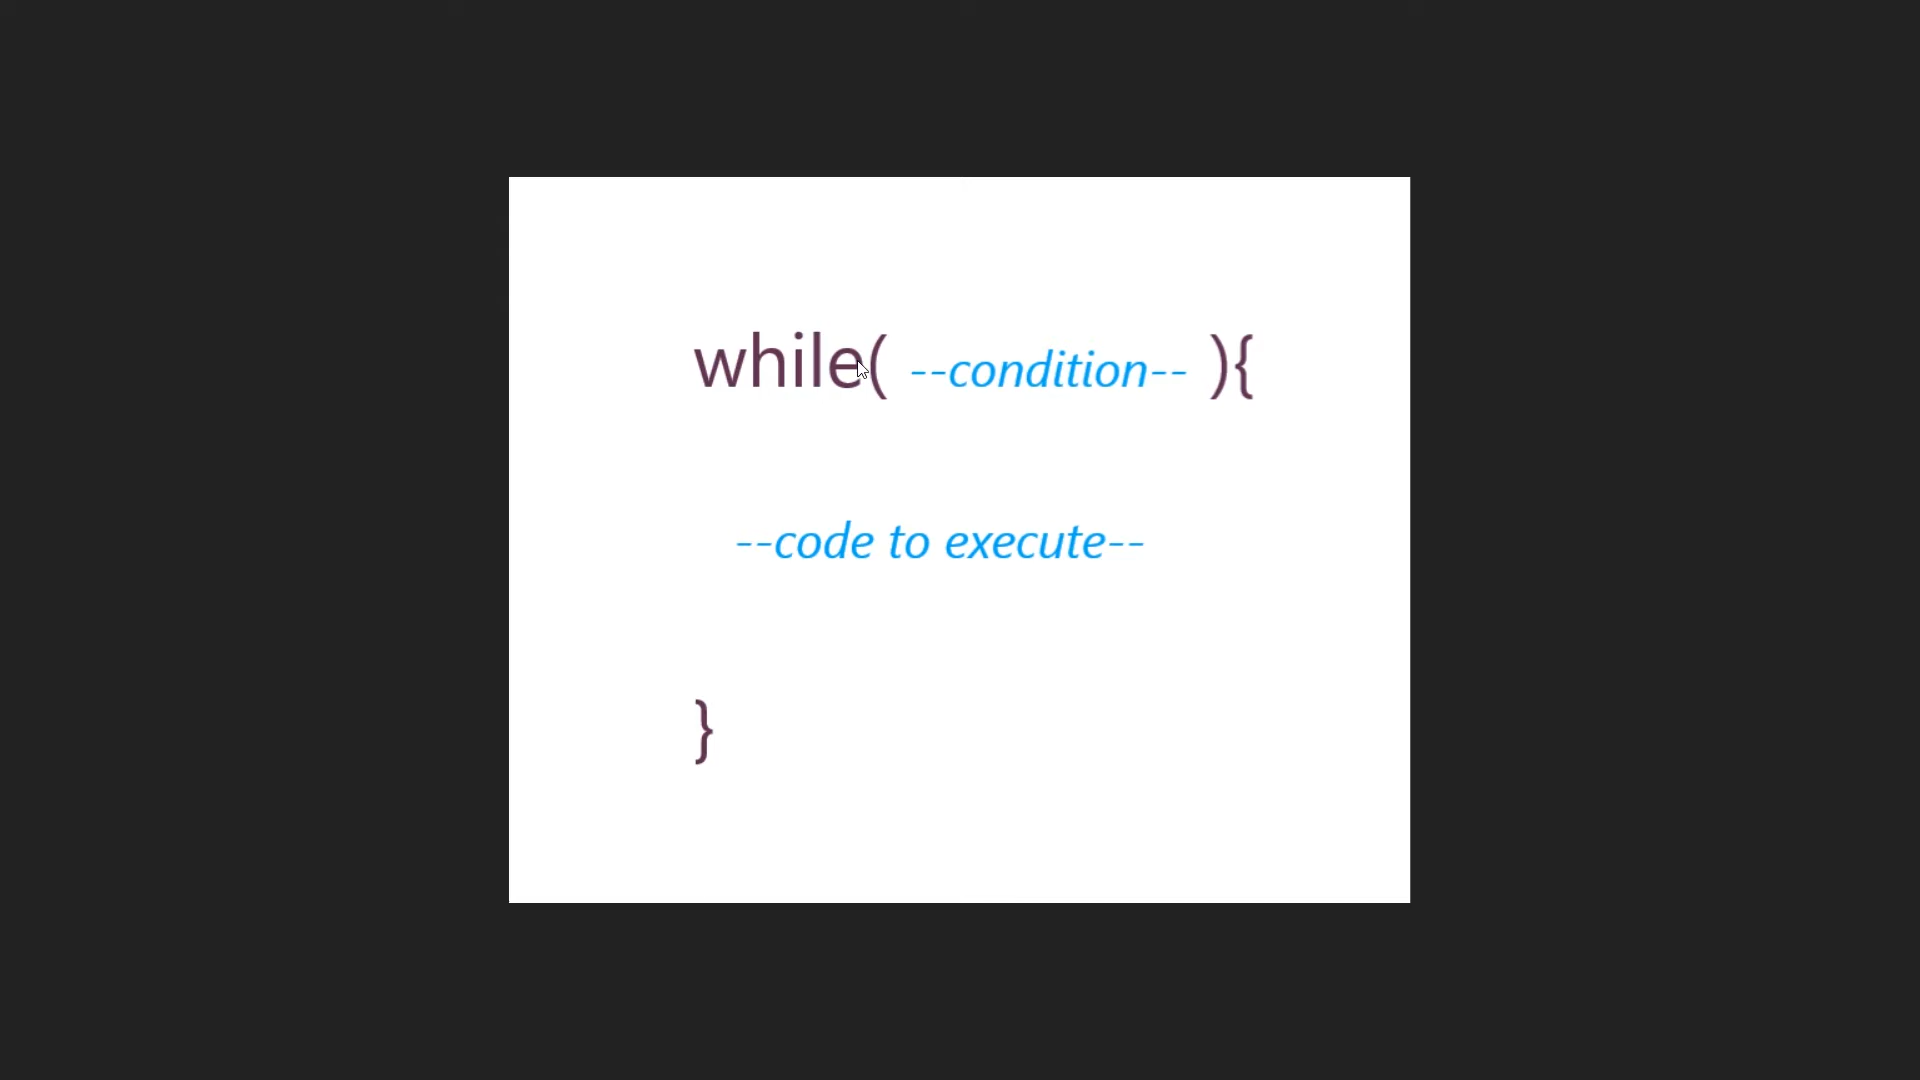 while( --condition-- ){
--code to execute--
}